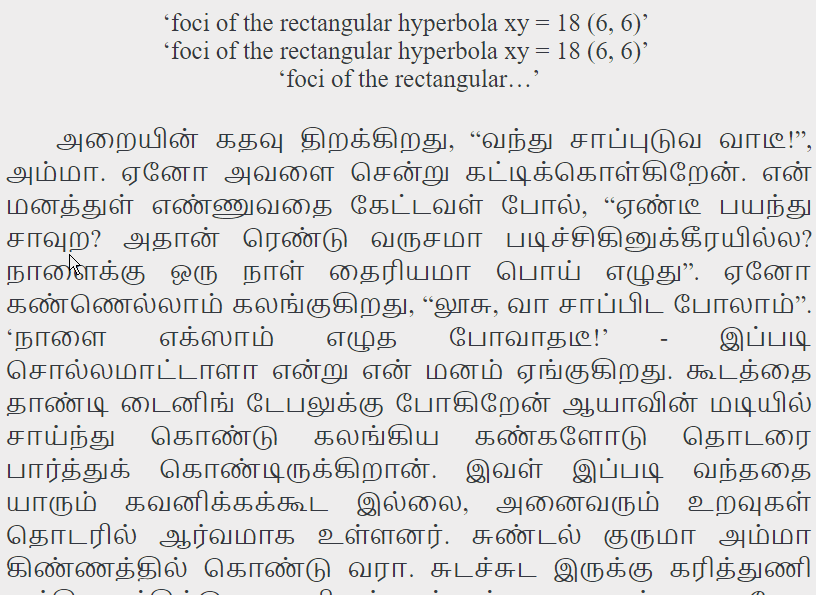 ‘foci of the rectangular hyperbola xy = 18 (6, 6)’
‘foci of the rectangular hyperbola xy = 18 (6, 6)’
‘foci of the rectangular…’
அறையின் கதவு திறக்கிறது, “வந்து சாப்புடுவ வாடீ!”,
அம்மா. ஏனோ அவளை சென்று கட்டிக்கொள்கிறேன். என்
மனத்துள் எண்ணுவதை கேட்டவள் போல், “ஏண்டீ பயந்து
சாவுற? அதான் ரெண்டு வருசமா படிச்சிகினுக்கீரயில்ல?
நாளைக்கு ஒரு நாள் தைரியமா பொய் எழுது”. ஏனோ
கண்ணெல்லாம் கலங்குகிறது, “லூசு, வா சாப்பிட போலாம்”.
‘நாளை எக்ஸாம் எழுத போவாதடீ!’ - இப்படி
சொல்லமாட்டாளா என்று என் மனம் ஏங்குகிறது. கூடத்தை
தாண்டி டைனிங் டேபலுக்கு போகிறேன் ஆயாவின் மடியில்
சாய்ந்து கொண்டு கலங்கிய கண்களோடு தொடரை
பார்த்துக் கொண்டிருக்கிறான். இவள் இப்படி வந்ததை
யாரும் கவனிக்கக்கூட இல்லை, அனைவரும் உறவுகள்
தொடரில் ஆர்வமாக உள்ளனர். சுண்டல் குருமா அம்மா
கிண்ணத்தில் கொண்டு வரா. சுடச்சுட இருக்கு கரித்துணி